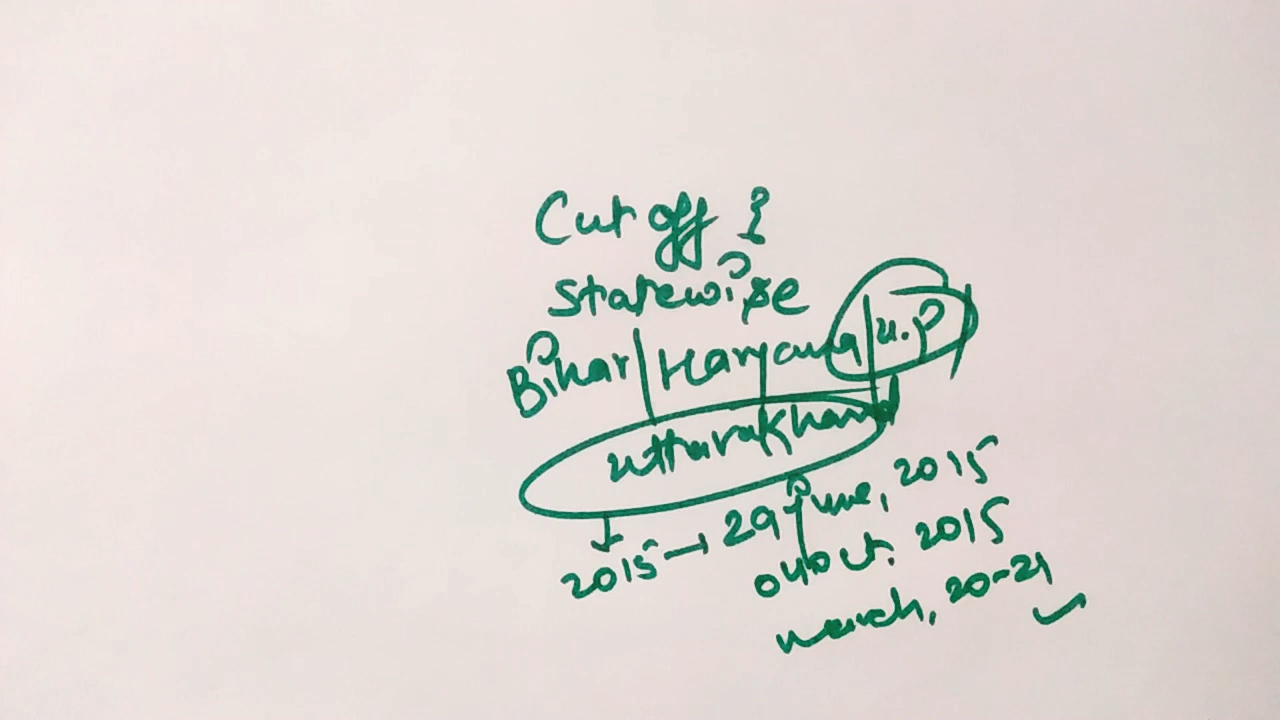 Cut off }
Statewise
Bihar | Haryana | U.P |
Uttarakhand
2015 → 29 June, 2015
04 Oct. 2015
March, 20-21 ✓